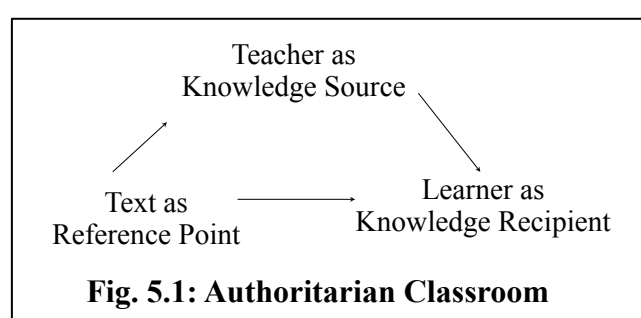 Teacher as
Knowledge Source
Text as
Reference Point
Learner as
Knowledge Recipient
Fig. 5.1: Authoritarian Classroom